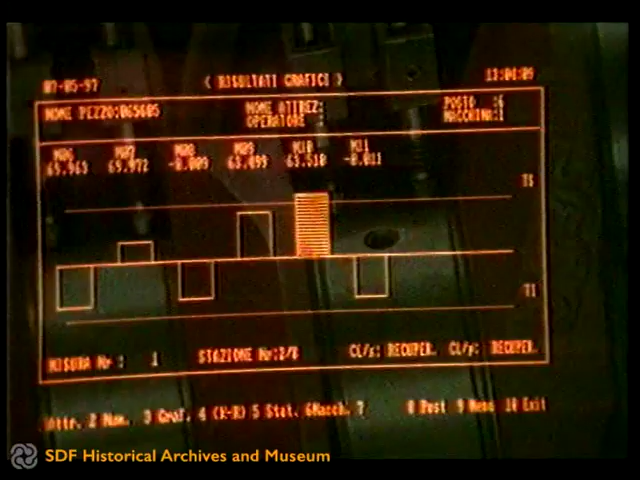 07-05-97 ( RISULTATI GRAFICI ) 13:04:09
NOME PEZZO:065605 NOME ATTREZ: POSTO :6
OPERATORE : MACCHINA:1
M06 M07 M08 M09 M10 M11
65.963 65.972 -0.009 63.499 63.510 -0.011
TS
TI
MISURA Nr : 1 STAZIONE Nr:2/8 CL/s: RECUPER. CL/y: RECUPER.
Attr. 2 Nom. 3 Graf. 4 (X-R) 5 Stat. 6Macch. 7 8 Post 9 Menu 10 Exit
SDF Historical Archives and Museum